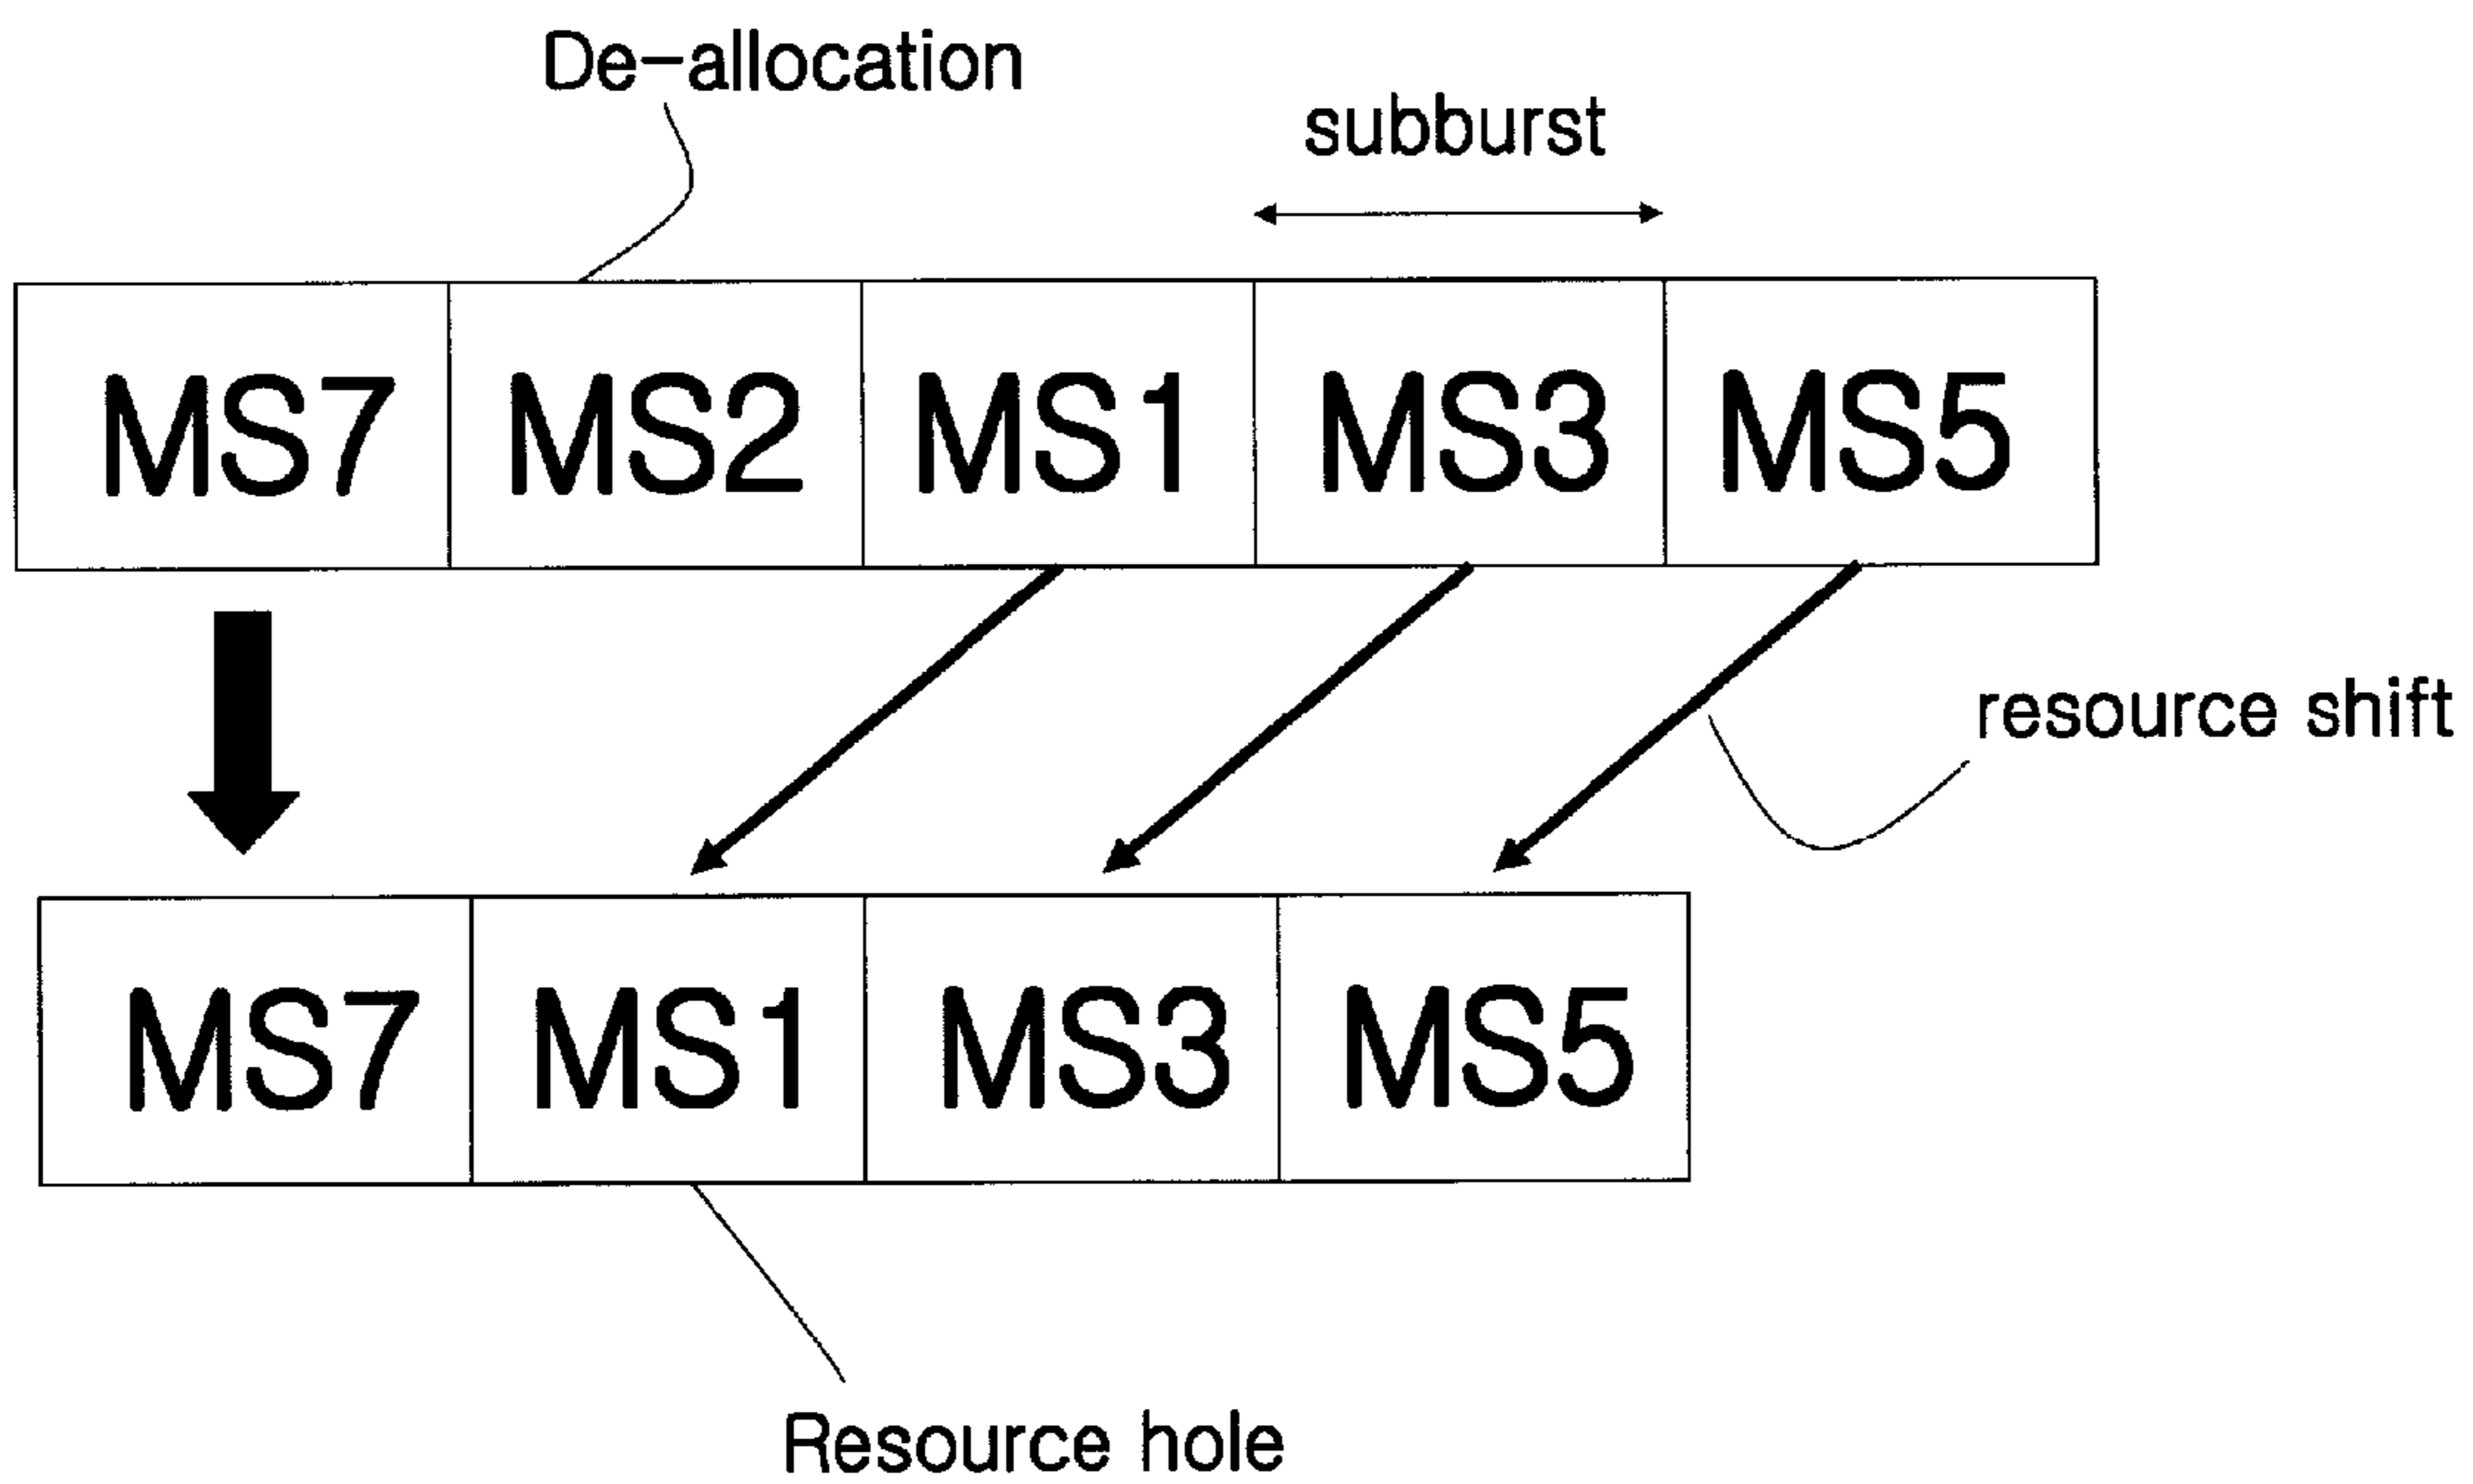 De-allocation
subburst
MS7 MS2 MS1 MS3 MS5
resource shift
MS7 MS1 MS3 MS5
Resource hole